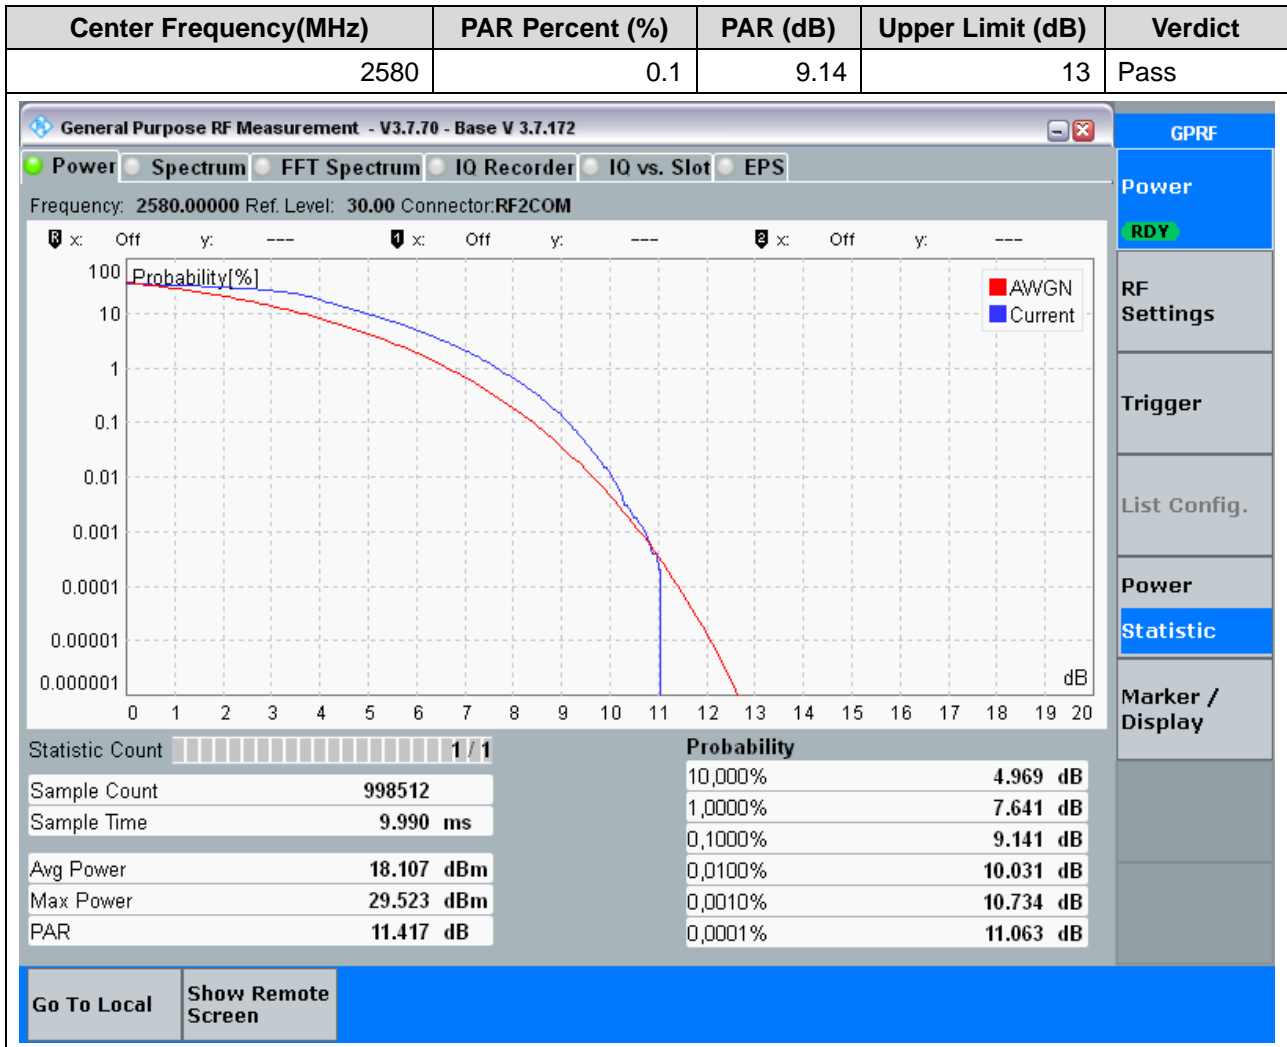 Center Frequency(MHz) PAR Percent (%) PAR (dB) Upper Limit (dB) Verdict
2580 0.1 9.14 13 Pass
General Purpose RF Measurement - V3.7.70 - Base V 3.7.172
GPRF
Power Spectrum FFT Spectrum IQ Recorder IQ vs. Slot EPS
Frequency: 2580.00000 Ref. Level: 30.00 Connector:RF2COM
R x: Off y: --- 1 x: Off y: --- 2 x: Off y: ---
Probability[%]
100
10
1
0.1
0.01
0.001
0.0001
0.00001
0.000001
AWGN
Current
dB
0 1 2 3 4 5 6 7 8 9 10 11 12 13 14 15 16 17 18 19 20
Statistic Count 1 / 1
Sample Count 998512
Sample Time 9.990 ms
Avg Power 18.107 dBm
Max Power 29.523 dBm
PAR 11.417 dB
Probability
10,000% 4.969 dB
1,0000% 7.641 dB
0,1000% 9.141 dB
0,0100% 10.031 dB
0,0010% 10.734 dB
0,0001% 11.063 dB
Power
RDY
RF
Settings
Trigger
List Config.
Power
Statistic
Marker /
Display
Go To Local
Show Remote
Screen